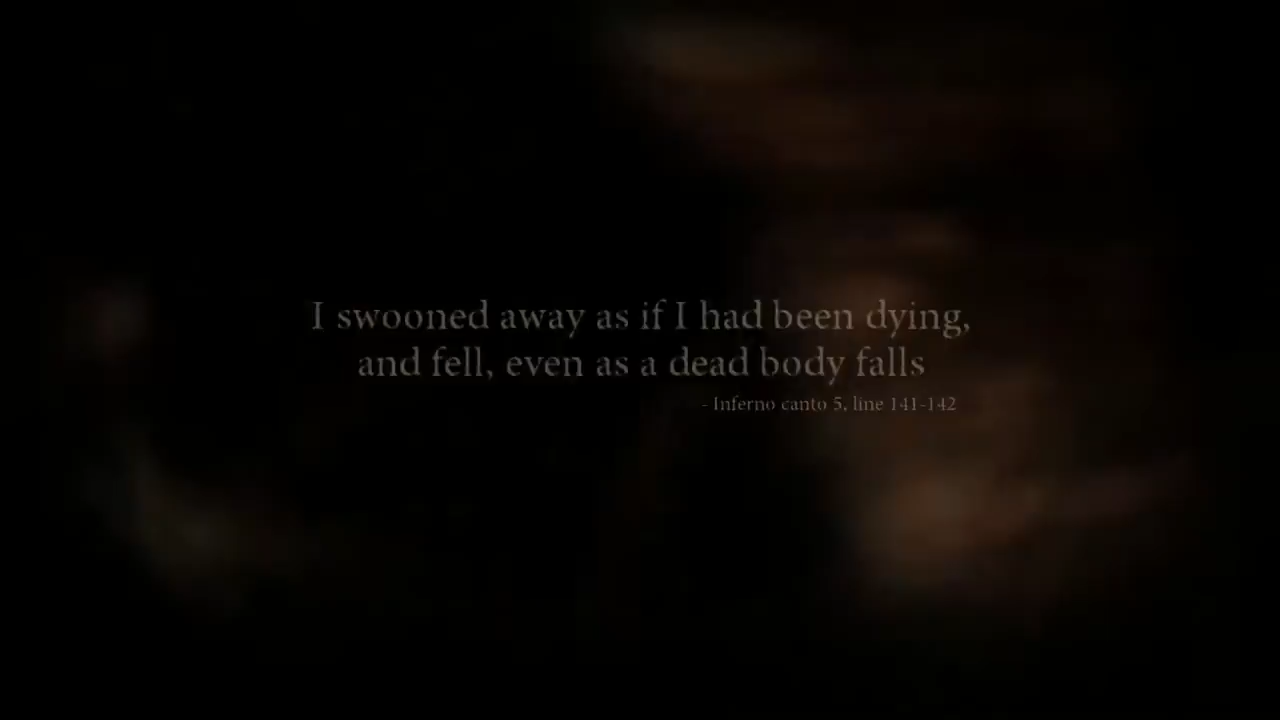 I swooned away as if I had been dying,
and fell, even as a dead body falls
- Inferno canto 5, line 141-142